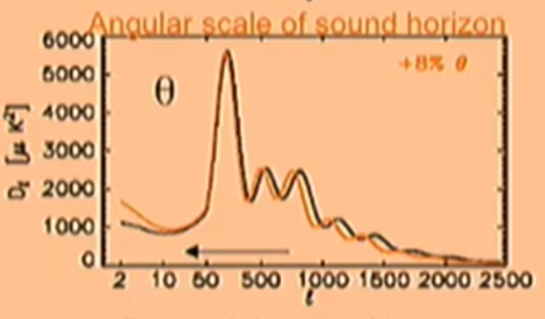 Angular scale of sound horizon
6000
5000
4000
3000
2000
1000
0
D_ℓ [μK²]
θ
+8% θ
2 10 50 500 1000 1500 2000 2500
ℓ